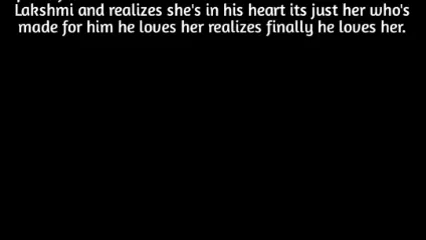 Lakshmi and realizes she's in his heart its just her who's
made for him he loves her realizes finally he loves her.